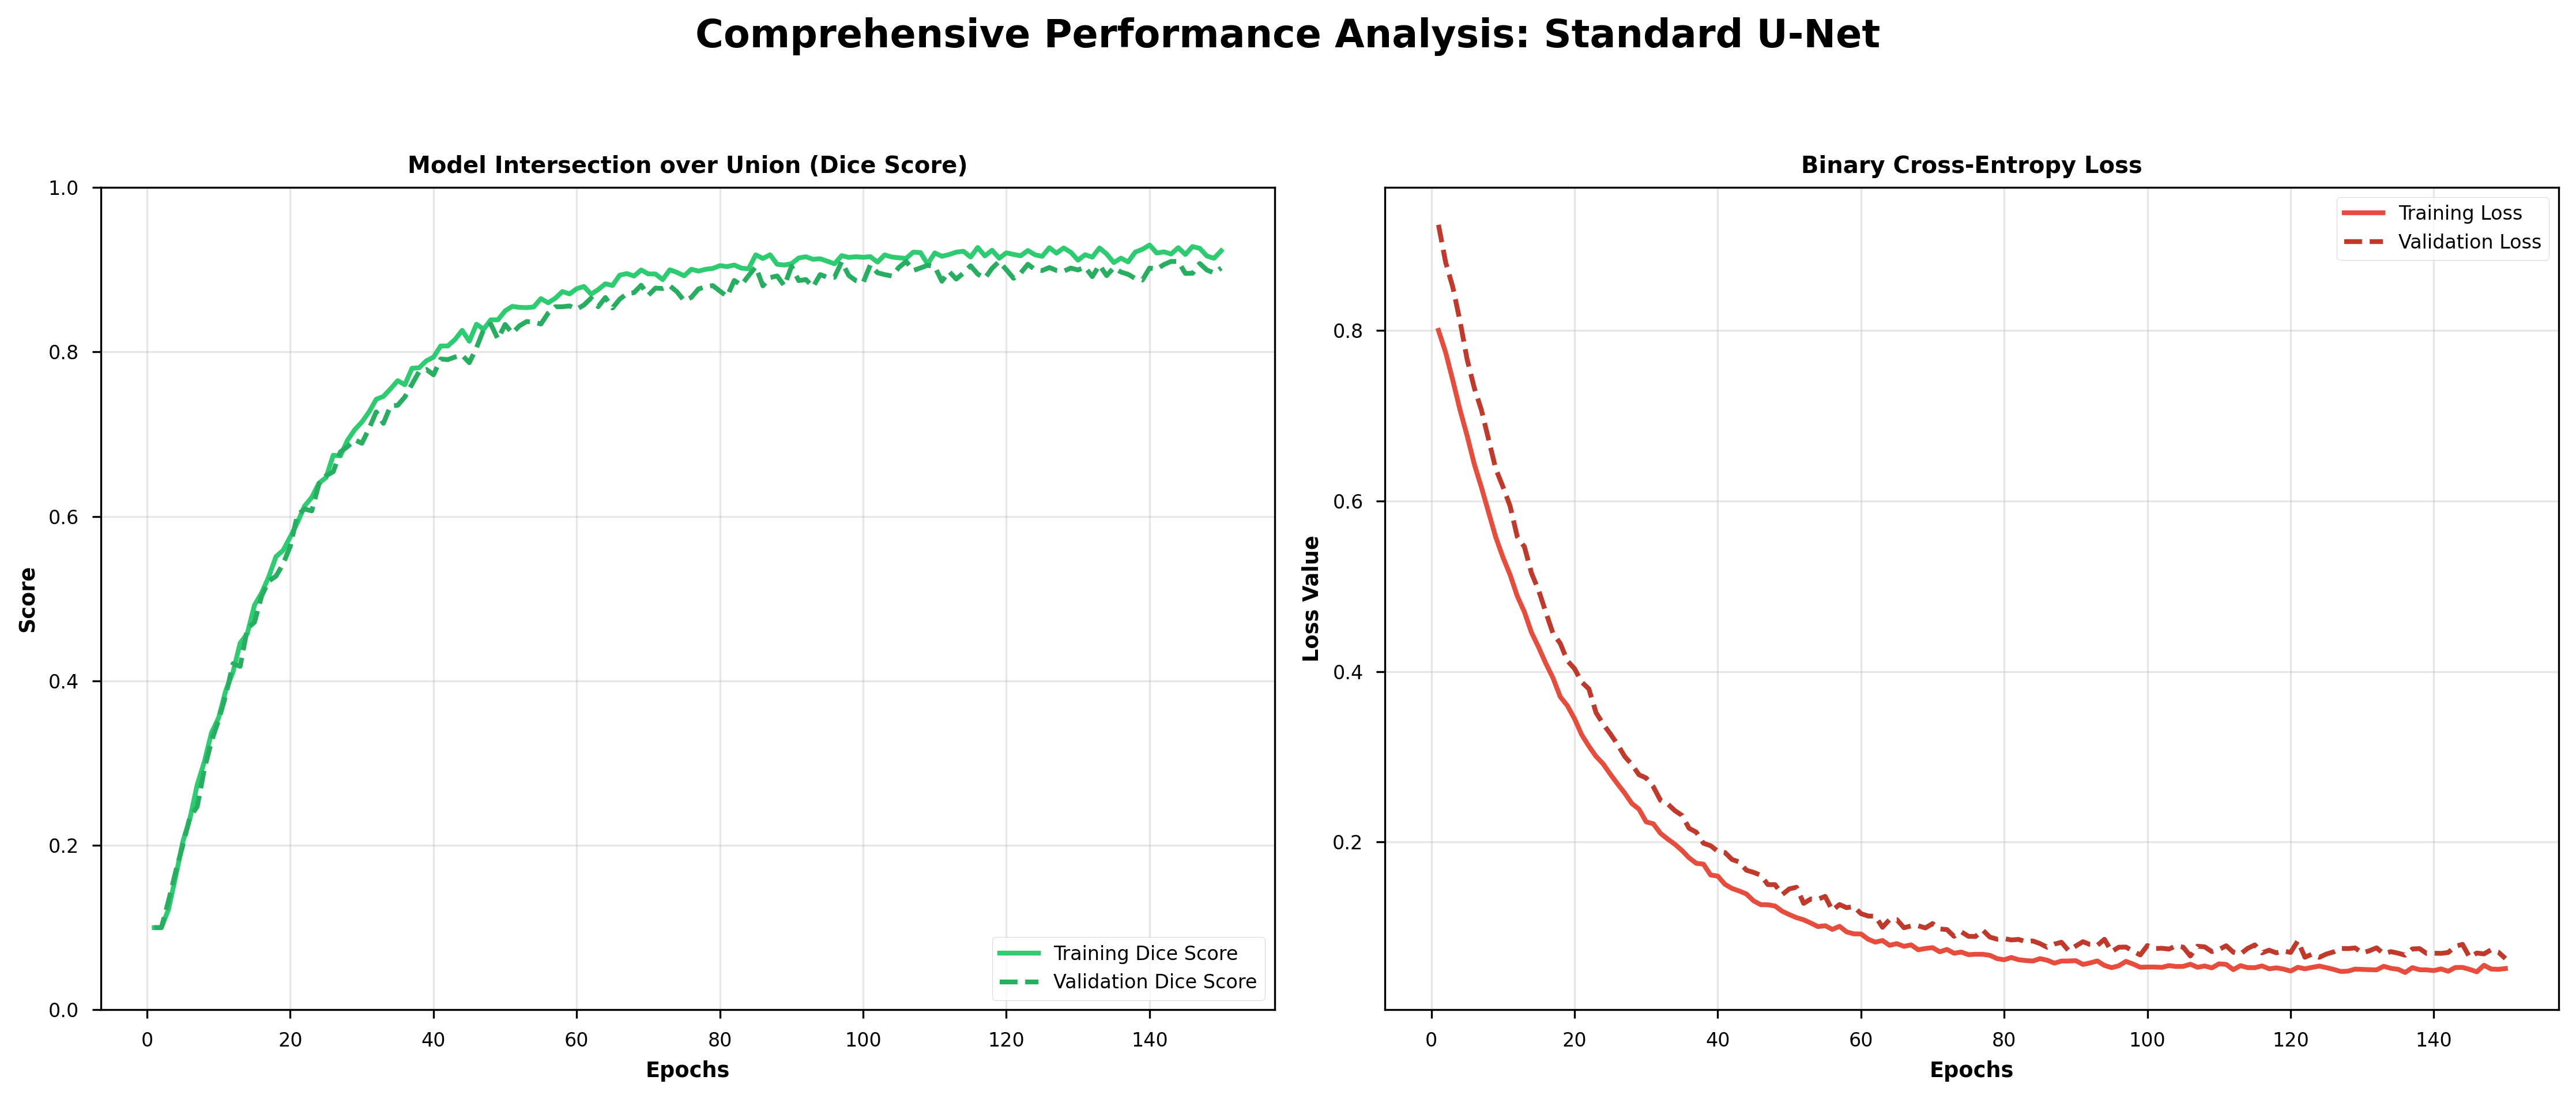 Comprehensive Performance Analysis: Standard U-Net
Model Intersection over Union (Dice Score)
1.0
0.8
0.6
0.4
0.2
0.0
Score
Training Dice Score
Validation Dice Score
0 20 40 60 80 100 120 140
Epochs
Binary Cross-Entropy Loss
Training Loss
Validation Loss
0.8
0.6
0.4
0.2
Loss Value
0 20 40 60 80 100 120 140
Epochs